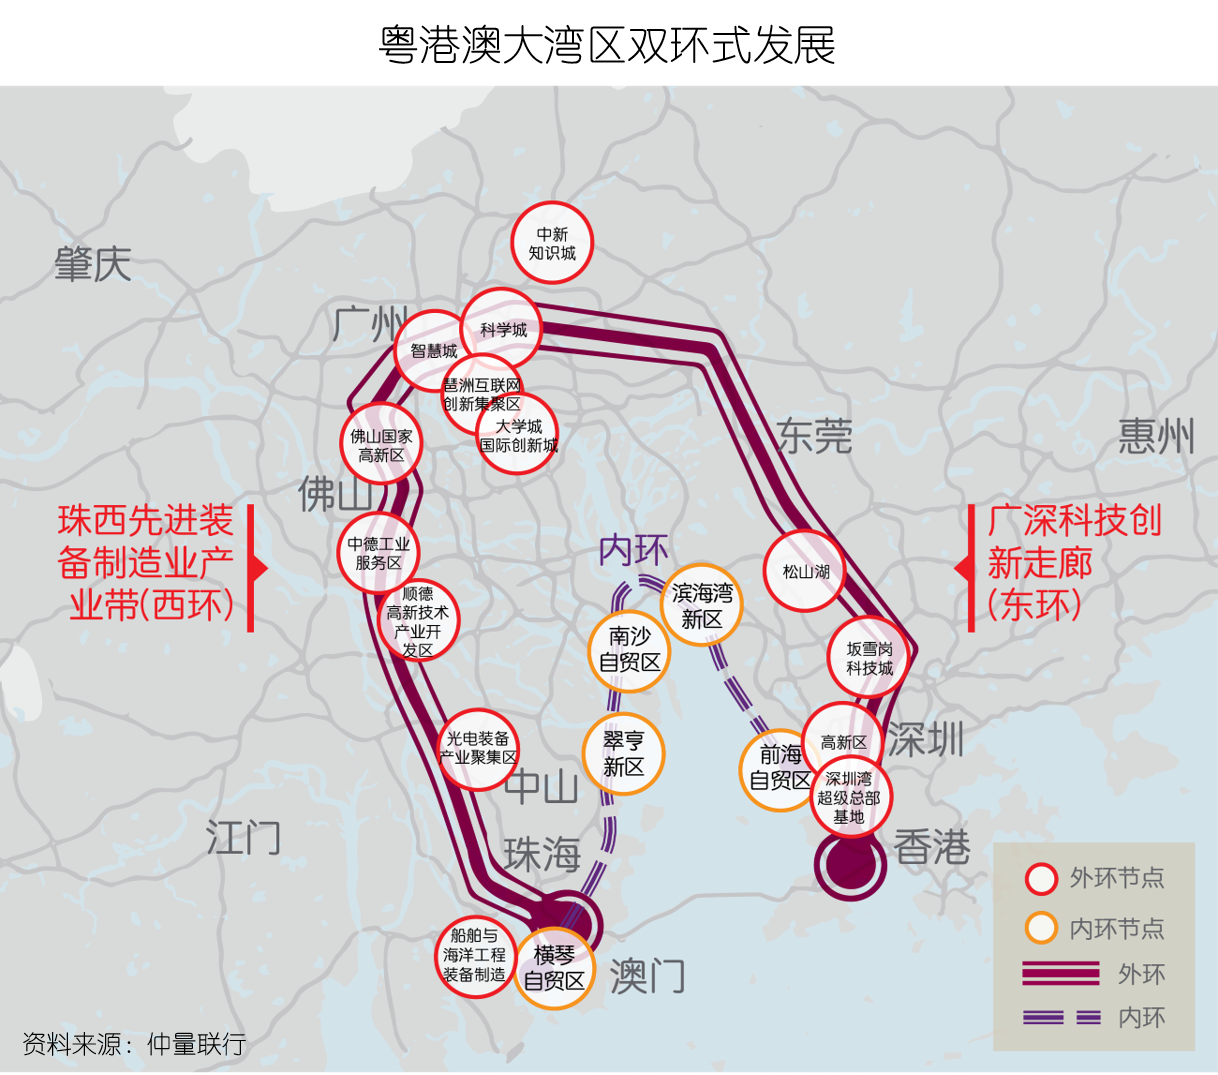 粤港澳大湾区双环式发展
肇庆
中新
知识城
广州
科学城
智慧城
琶洲互联网
创新集聚区
大学城
国际创新城
佛山国家
高新区
东莞
惠州
佛山
珠西先进装
备制造业产
业带(西环)
广深科技创
新走廊
(东环)
中德工业
服务区
内环
松山湖
顺德
高新技术
产业开
发区
滨海湾
新区
南沙
自贸区
坂雪岗
科技城
光电装备
产业聚集区
翠亨
新区
前海
自贸区
高新区
深圳
深圳湾
超级总部
基地
中山
江门
珠海
香港
船舶与
海洋工程
装备制造
横琴
自贸区
澳门
外环节点
内环节点
外环
内环
资料来源：仲量联行